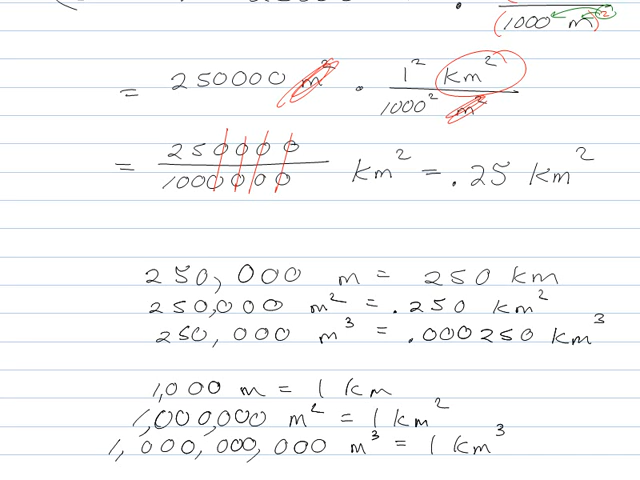 (1000 m)²
= 250000 m² · 1² km² / 1000² m²
= 250000 / 1000000 km² = .25 km²
250,000 m = 250 km
250,000 m² = .250 km²
250,000 m³ = .000250 km³
1,000 m = 1 km
1,000,000 m² = 1 km²
1,000,000,000 m³ = 1 km³